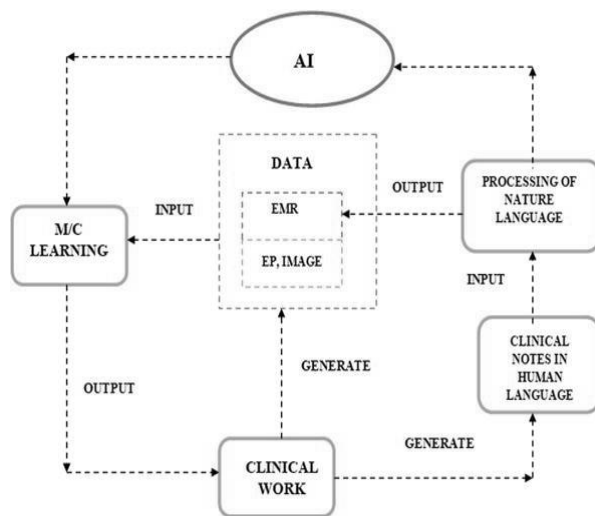 AI
DATA
OUTPUT
PROCESSING OF
NATURE
LANGUAGE
EMR
INPUT
M/C
LEARNING
EP, IMAGE
INPUT
GENERATE
CLINICAL
NOTES IN
HUMAN
LANGUAGE
OUTPUT
GENERATE
CLINICAL
WORK